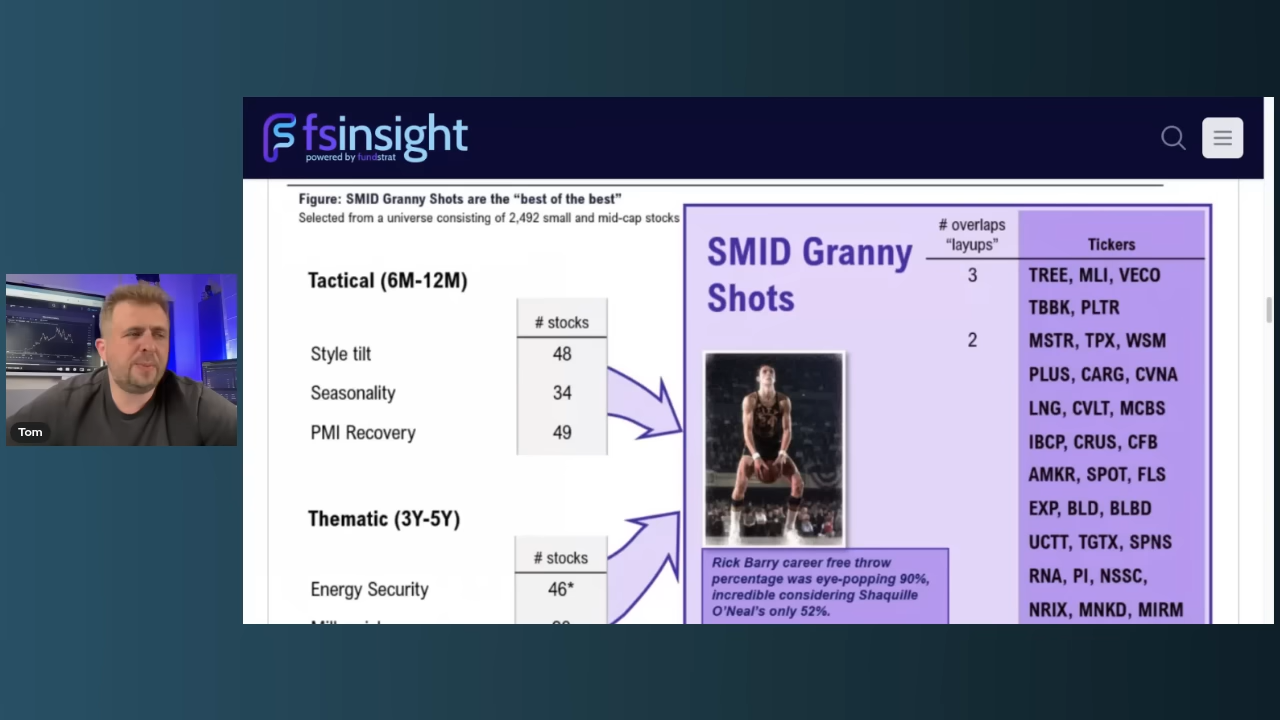 fsinsight
powered by fundstrat
Figure: SMID Granny Shots are the “best of the best”
Selected from a universe consisting of 2,492 small and mid-cap stocks
Tactical (6M-12M)
# stocks
Style tilt 48
Seasonality 34
PMI Recovery 49
Thematic (3Y-5Y)
# stocks
Energy Security 46*
SMID Granny
Shots
# overlaps
“layups” Tickers
3 TREE, MLI, VECO
TBBK, PLTR
2 MSTR, TPX, WSM
PLUS, CARG, CVNA
LNG, CVLT, MCBS
IBCP, CRUS, CFB
AMKR, SPOT, FLS
EXP, BLD, BLBD
UCTT, TGTX, SPNS
RNA, PI, NSSC,
NRIX, MNKD, MIRM
Rick Barry career free throw
percentage was eye-popping 90%,
incredible considering Shaquille
O’Neal’s only 52%.
Tom